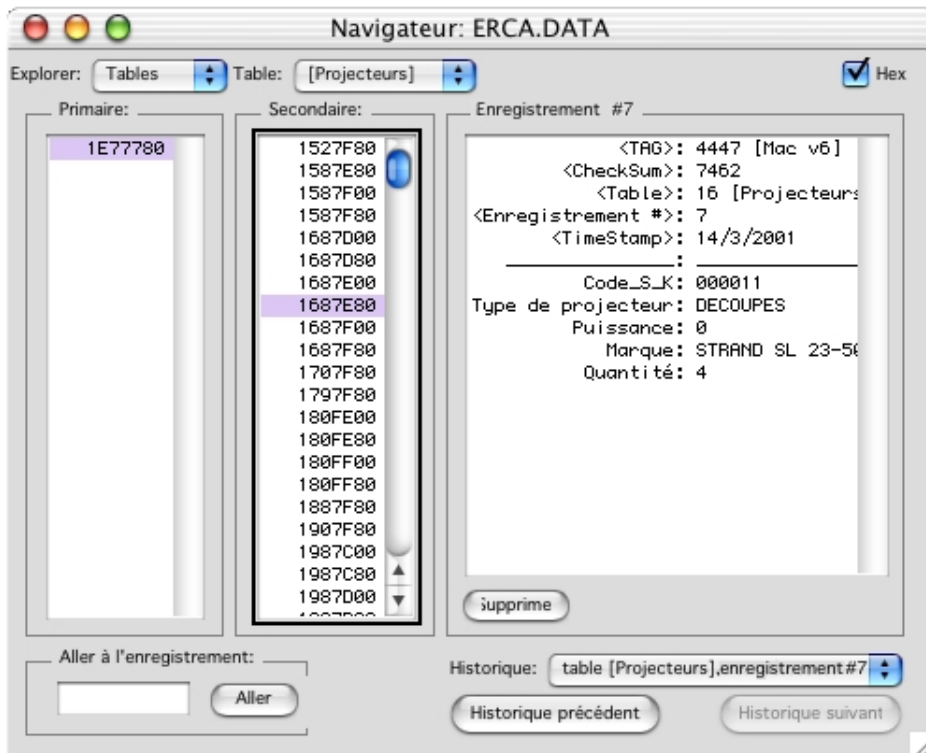 Navigateur: ERCA.DATA
Explorer: Tables Table: [Projecteurs] Hex
Primaire:
1E77780
Secondaire:
1527F80
1587E80
1587F00
1587F80
1687D00
1687D80
1687E00
1687E80
1687F00
1687F80
1707F80
1797F80
180FE00
180FE80
180FF00
180FF80
1887F80
1907F80
1987C00
1987C80
1987D00
Enregistrement #7
<TAG>: 4447 [Mac v6]
<CheckSum>: 7462
<Table>: 16 [Projecteurs
<Enregistrement #>: 7
<TimeStamp>: 14/3/2001
Code_S_K: 000011
Type de projecteur: DECOUPES
Puissance: 0
Marque: STRAND SL 23-50
Quantité: 4
Supprime
Aller à l'enregistrement:
Aller
Historique: table [Projecteurs],enregistrement#7
Historique précédent
Historique suivant